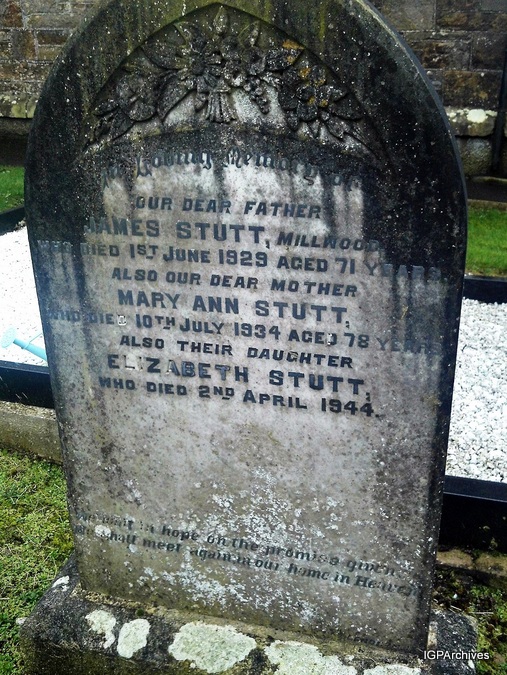 In Loving Memory of
OUR DEAR FATHER
JAMES STUTT, MILLWOOD
WHO DIED 1ST JUNE 1929 AGED 71 YEARS
ALSO OUR DEAR MOTHER
MARY ANN STUTT,
WHO DIED 10TH JULY 1934 AGED 78 YEARS
ALSO THEIR DAUGHTER
ELIZABETH STUTT,
WHO DIED 2ND APRIL 1944.
We wait in hope on the promise given
We shall meet again in our home in Heaven
IGPArchives